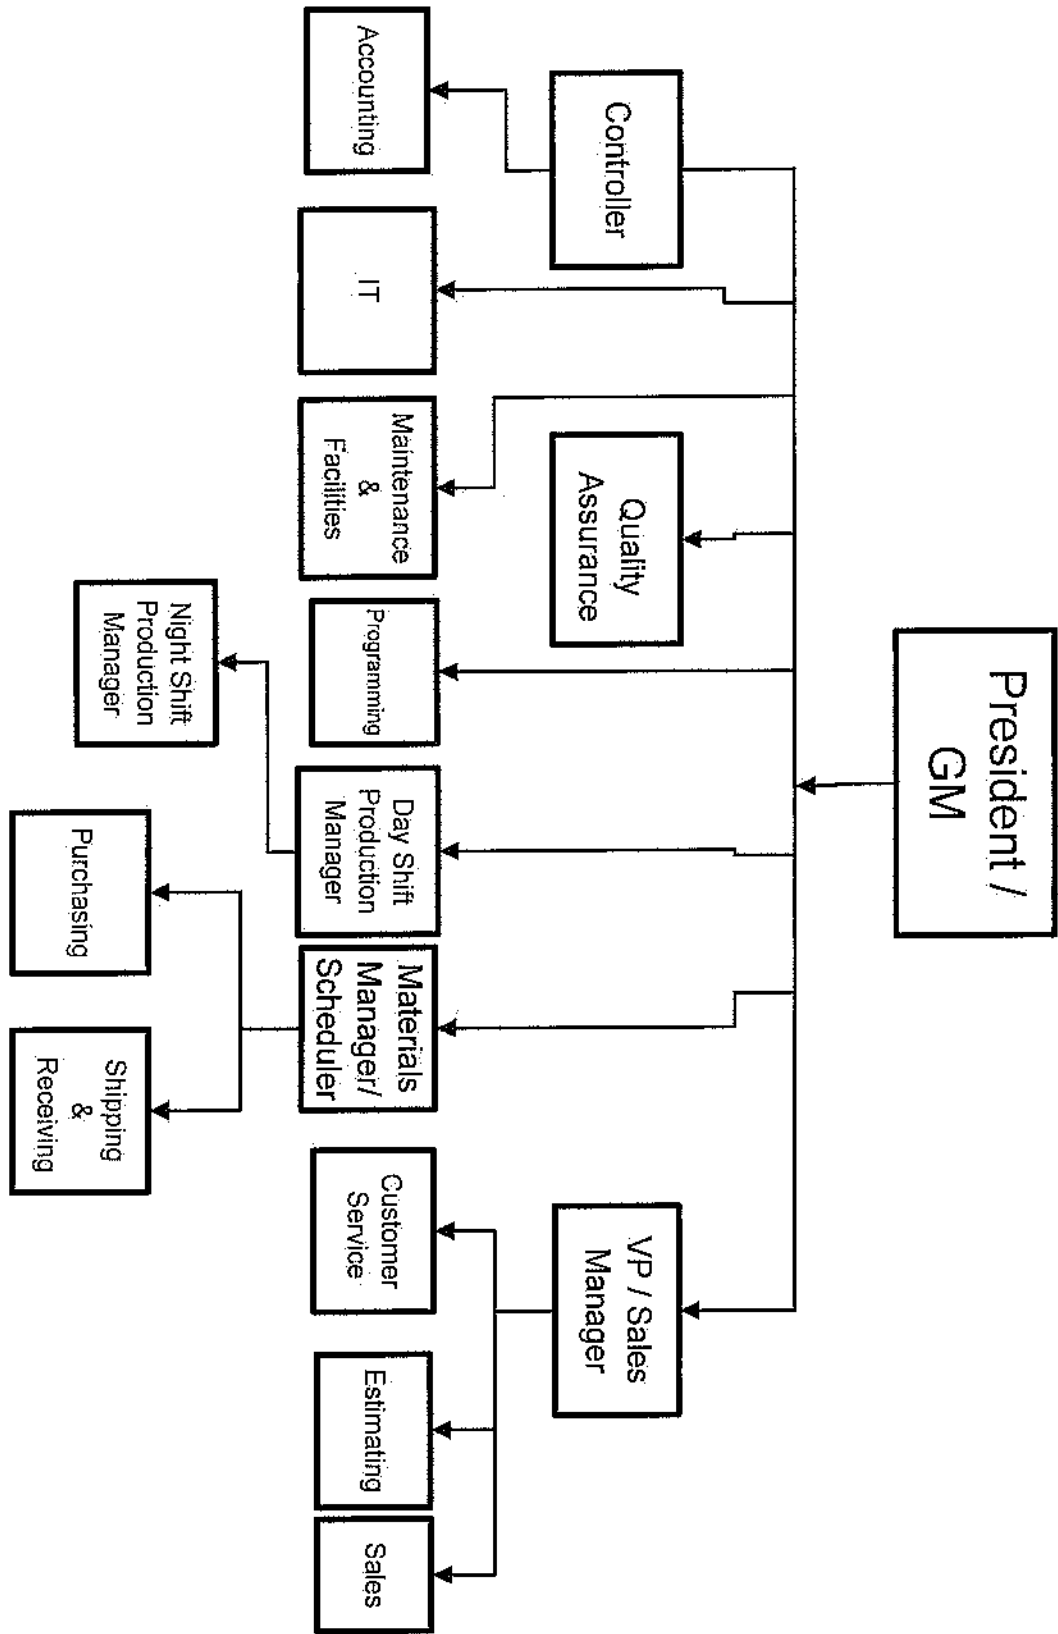 President /
GM
Controller
Quality
Assurance
VP / Sales
Manager
Accounting
IT
Maintenance
&
Facilities
Programming
Day Shift
Production
Manager
Materials
Manager/
Scheduler
Customer
Service
Estimating
Sales
Night Shift
Production
Manager
Purchasing
Shipping
&
Receiving